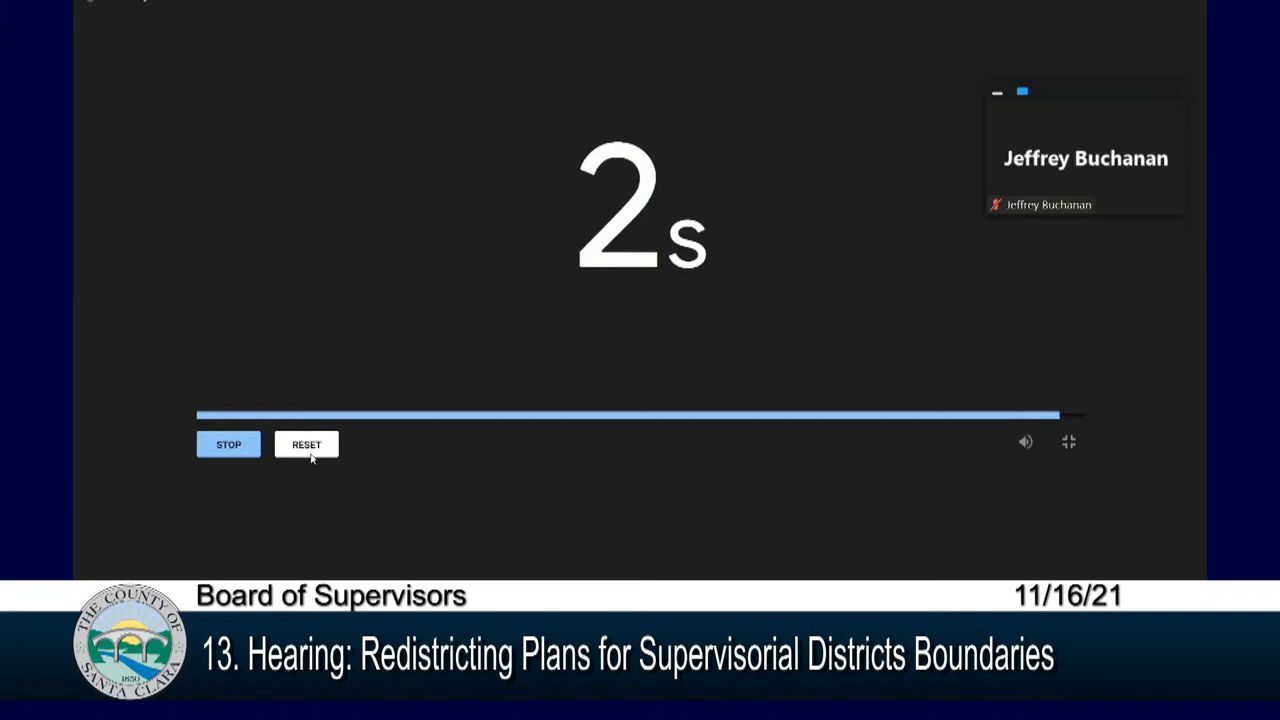 2s
Jeffrey Buchanan
Jeffrey Buchanan
STOP
RESET
Board of Supervisors
11/16/21
13. Hearing: Redistricting Plans for Supervisorial Districts Boundaries
THE COUNTY OF
SANTA CLARA
1850